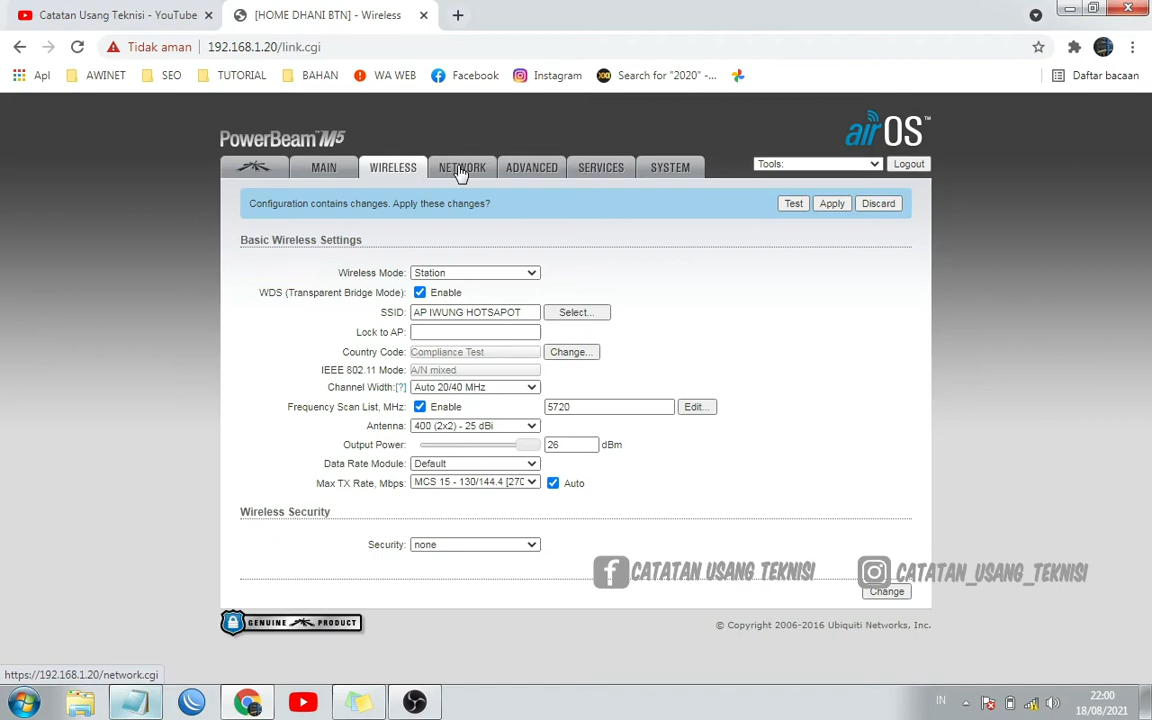 Catatan Usang Teknisi - YouTube
[HOME DHANI BTN] - Wireless
Tidak aman
192.168.1.20/link.cgi
Apl
AWINET
SEO
TUTORIAL
BAHAN
WA WEB
Facebook
Instagram
Search for "2020" -...
Daftar bacaan
PowerBeam M5
airOS™
MAIN
WIRELESS
NETWORK
ADVANCED
SERVICES
SYSTEM
Tools:
Logout
Configuration contains changes. Apply these changes?
Test
Apply
Discard
Basic Wireless Settings
Wireless Mode: Station
WDS (Transparent Bridge Mode): Enable
SSID: AP IWUNG HOTSAPOT Select...
Lock to AP:
Country Code: Compliance Test Change...
IEEE 802.11 Mode: A/N mixed
Channel Width:[?] Auto 20/40 MHz
Frequency Scan List, MHz: Enable 5720 Edit...
Antenna: 400 (2x2) - 25 dBi
Output Power: 26 dBm
Data Rate Module: Default
Max TX Rate, Mbps: MCS 15 - 130/144.4 [270 Auto
Wireless Security
Security: none
CATATAN USANG TEKNISI
CATATAN_USANG_TEKNISI
Change
GENUINE PRODUCT
© Copyright 2006-2016 Ubiquiti Networks, Inc.
https://192.168.1.20/network.cgi
IN
22:00
18/08/2021